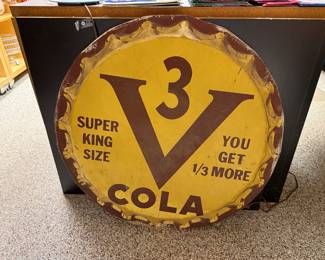 3
V
SUPER
KING
SIZE
YOU
GET
1/3 MORE
COLA